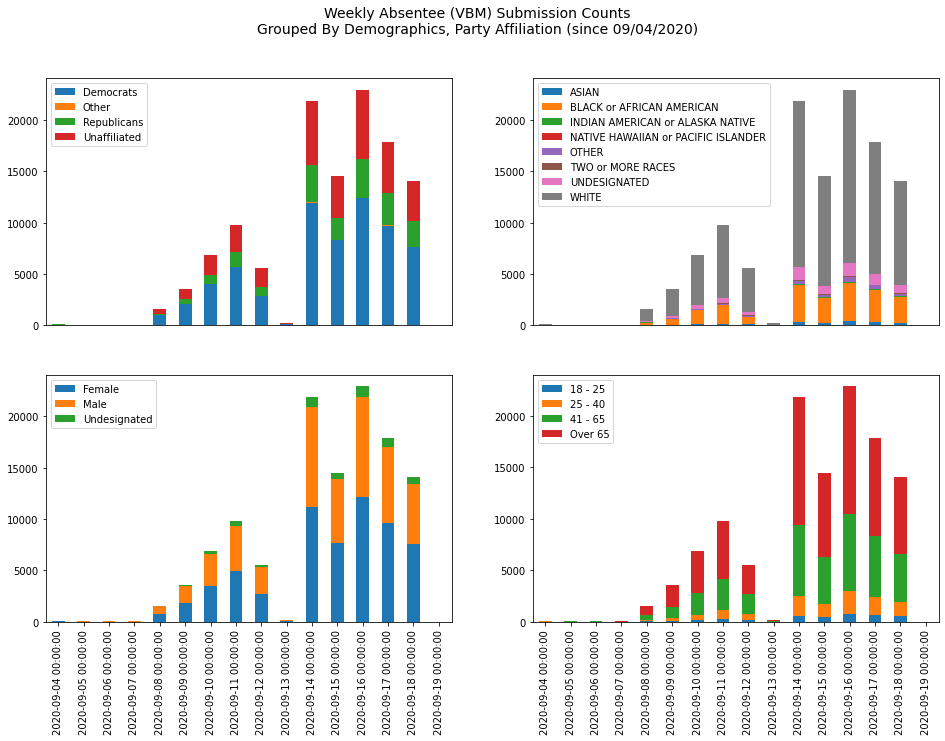 Weekly Absentee (VBM) Submission Counts
Grouped By Demographics, Party Affiliation (since 09/04/2020)
Democrats
Other
Republicans
Unaffiliated
20000
15000
10000
5000
0
ASIAN
BLACK or AFRICAN AMERICAN
INDIAN AMERICAN or ALASKA NATIVE
NATIVE HAWAIIAN or PACIFIC ISLANDER
OTHER
TWO or MORE RACES
UNDESIGNATED
WHITE
20000
15000
10000
5000
0
Female
Male
Undesignated
20000
15000
10000
5000
0
2020-09-04 00:00:00
2020-09-05 00:00:00
2020-09-06 00:00:00
2020-09-07 00:00:00
2020-09-08 00:00:00
2020-09-09 00:00:00
2020-09-10 00:00:00
2020-09-11 00:00:00
2020-09-12 00:00:00
2020-09-13 00:00:00
2020-09-14 00:00:00
2020-09-15 00:00:00
2020-09-16 00:00:00
2020-09-17 00:00:00
2020-09-18 00:00:00
2020-09-19 00:00:00
18 - 25
25 - 40
41 - 65
Over 65
20000
15000
10000
5000
0
2020-09-04 00:00:00
2020-09-05 00:00:00
2020-09-06 00:00:00
2020-09-07 00:00:00
2020-09-08 00:00:00
2020-09-09 00:00:00
2020-09-10 00:00:00
2020-09-11 00:00:00
2020-09-12 00:00:00
2020-09-13 00:00:00
2020-09-14 00:00:00
2020-09-15 00:00:00
2020-09-16 00:00:00
2020-09-17 00:00:00
2020-09-18 00:00:00
2020-09-19 00:00:00